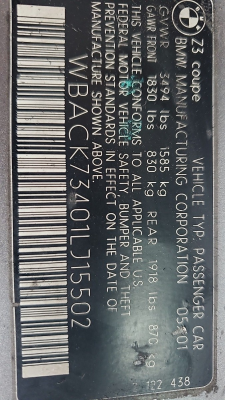 Z3 coupe VEHICLE TYP: PASSENGER CAR
BMW MANUFACTURING CORPORATION 05/01
GVWR 3494 lbs 1585 kg
GAWR FRONT 1830 lbs 830 kg REAR 1918 lbs 870 kg
THIS VEHICLE CONFORMS TO ALL APPLICABLE U.S.
FEDERAL MOTOR VEHICLE SAFETY, BUMPER AND THEFT
PREVENTION STANDARDS IN EFFECT ON THE DATE OF
MANUFACTURE SHOWN ABOVE.
WBACK73401LJ15502
122 438